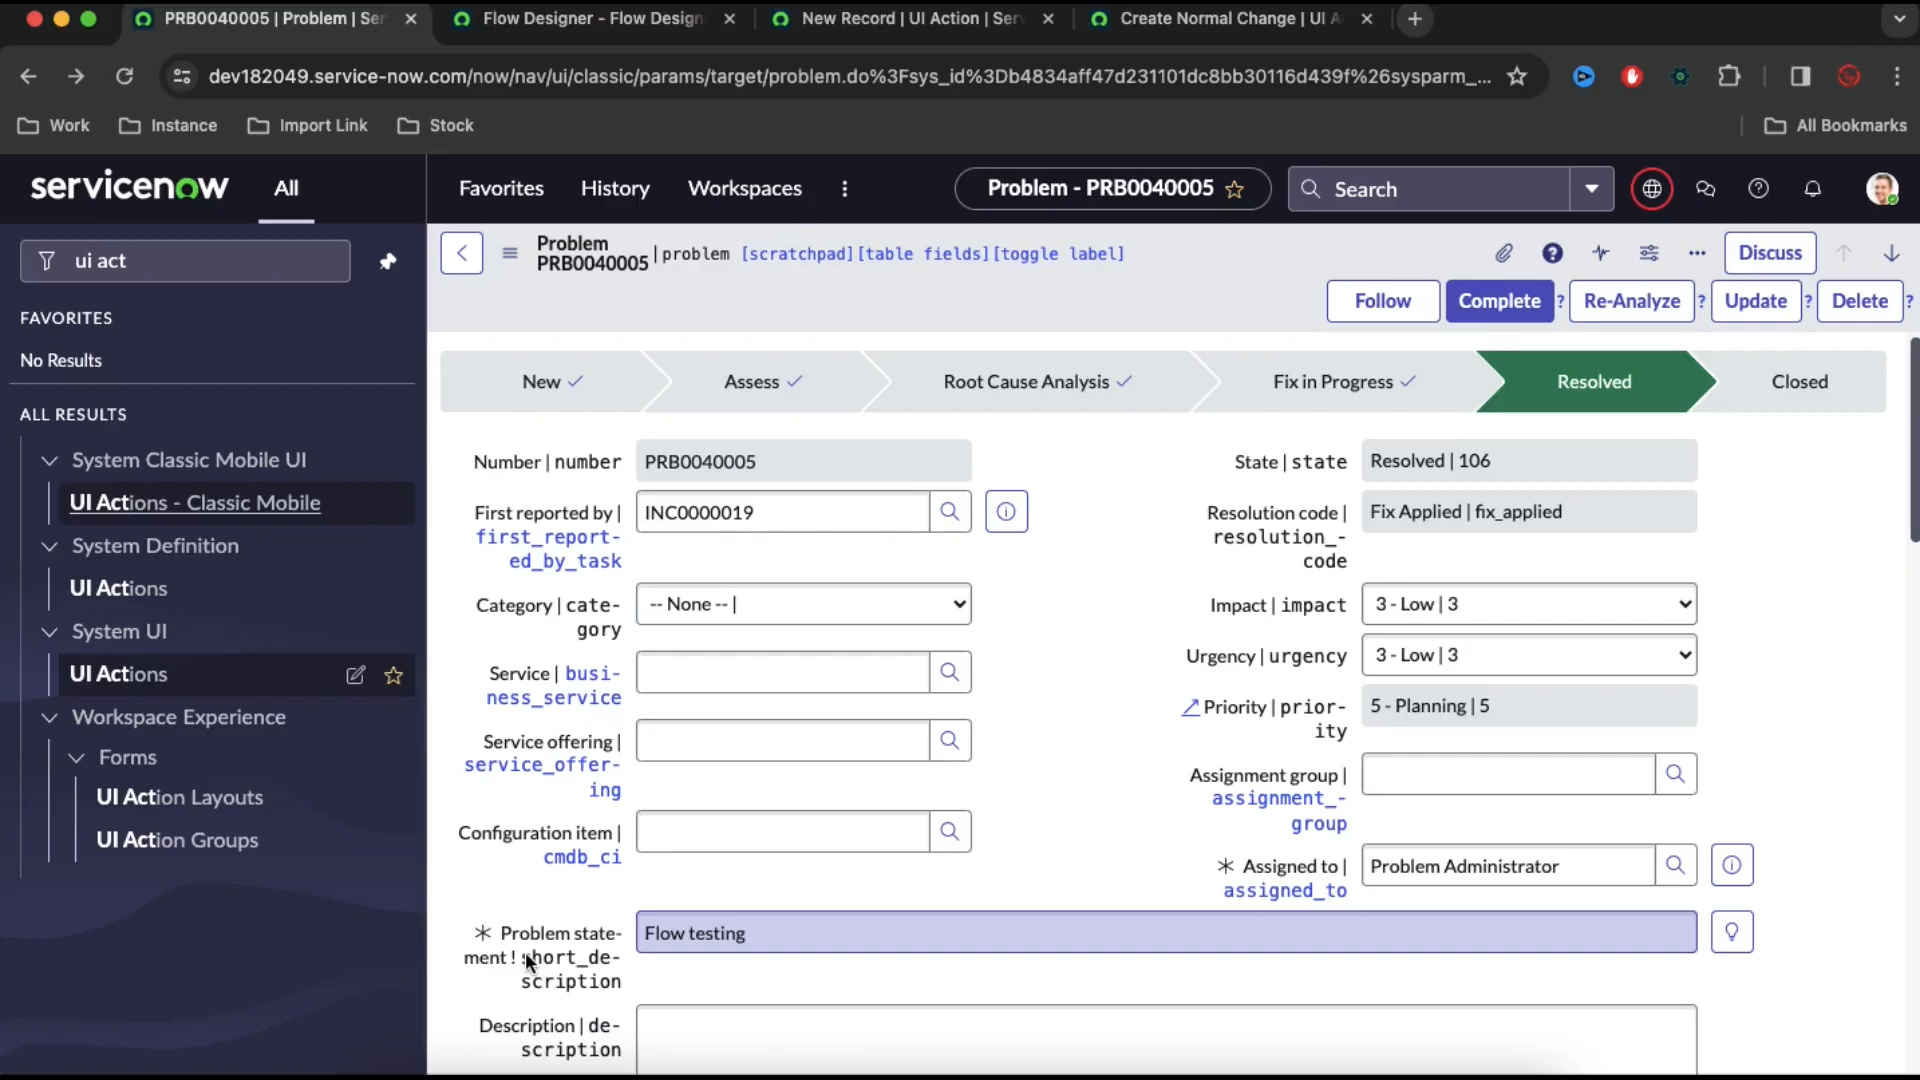 PRB0040005 | Problem | Ser
Flow Designer - Flow Design
New Record | UI Action | Ser
Create Normal Change | UI A
dev182049.service-now.com/now/nav/ui/classic/params/target/problem.do%3Fsys_id%3Db4834aff47d231101dc8bb30116d439f%26sysparm_...
Work
Instance
Import Link
Stock
All Bookmarks
servicenow
All
Favorites
History
Workspaces
Problem - PRB0040005
Search
ui act
FAVORITES
No Results
ALL RESULTS
System Classic Mobile UI
UI Actions - Classic Mobile
System Definition
UI Actions
System UI
UI Actions
Workspace Experience
Forms
UI Action Layouts
UI Action Groups
Problem
PRB0040005 | problem [scratchpad][table fields][toggle label]
Discuss
Follow
Complete ?
Re-Analyze ?
Update ?
Delete ?
New
Assess
Root Cause Analysis
Fix in Progress
Resolved
Closed
Number | number
PRB0040005
First reported by |
first_report-
ed_by_task
INC0000019
Category | cate-
gory
-- None -- |
Service | busi-
ness_service
Service offering |
service_offer-
ing
Configuration item |
cmdb_ci
State | state
Resolved | 106
Resolution code |
resolution_-
code
Fix Applied | fix_applied
Impact | impact
3 - Low | 3
Urgency | urgency
3 - Low | 3
Priority | prior-
ity
5 - Planning | 5
Assignment group |
assignment_-
group
Assigned to |
assigned_to
Problem Administrator
Problem state-
ment ! short_de-
scription
Flow testing
Description | de-
scription